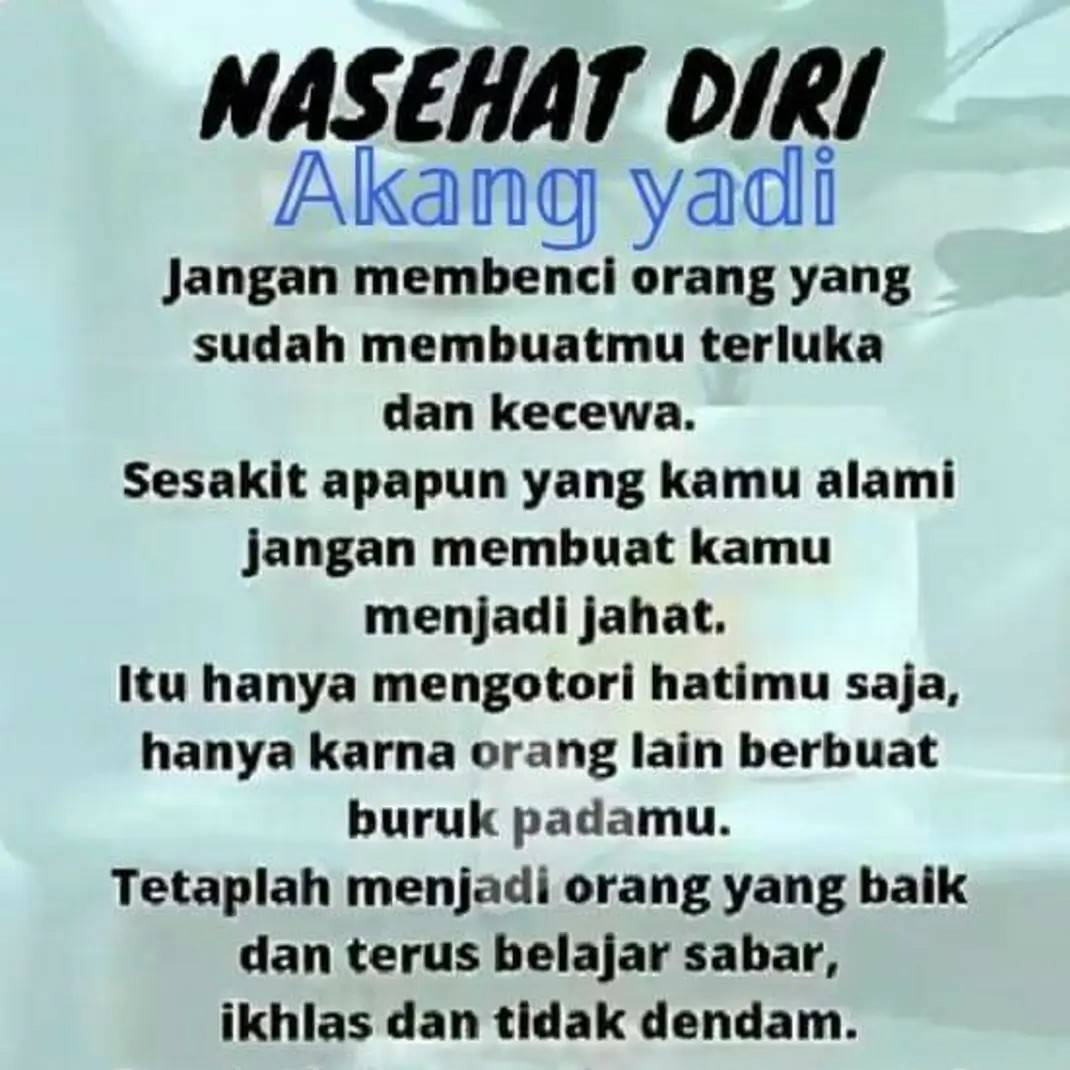 NASEHAT DIRI
Akang yadi
Jangan membenci orang yang
sudah membuatmu terluka
dan kecewa.
Sesakit apapun yang kamu alami
jangan membuat kamu
menjadi jahat.
Itu hanya mengotori hatimu saja,
hanya karna orang lain berbuat
buruk padamu.
Tetaplah menjadi orang yang baik
dan terus belajar sabar,
ikhlas dan tidak dendam.